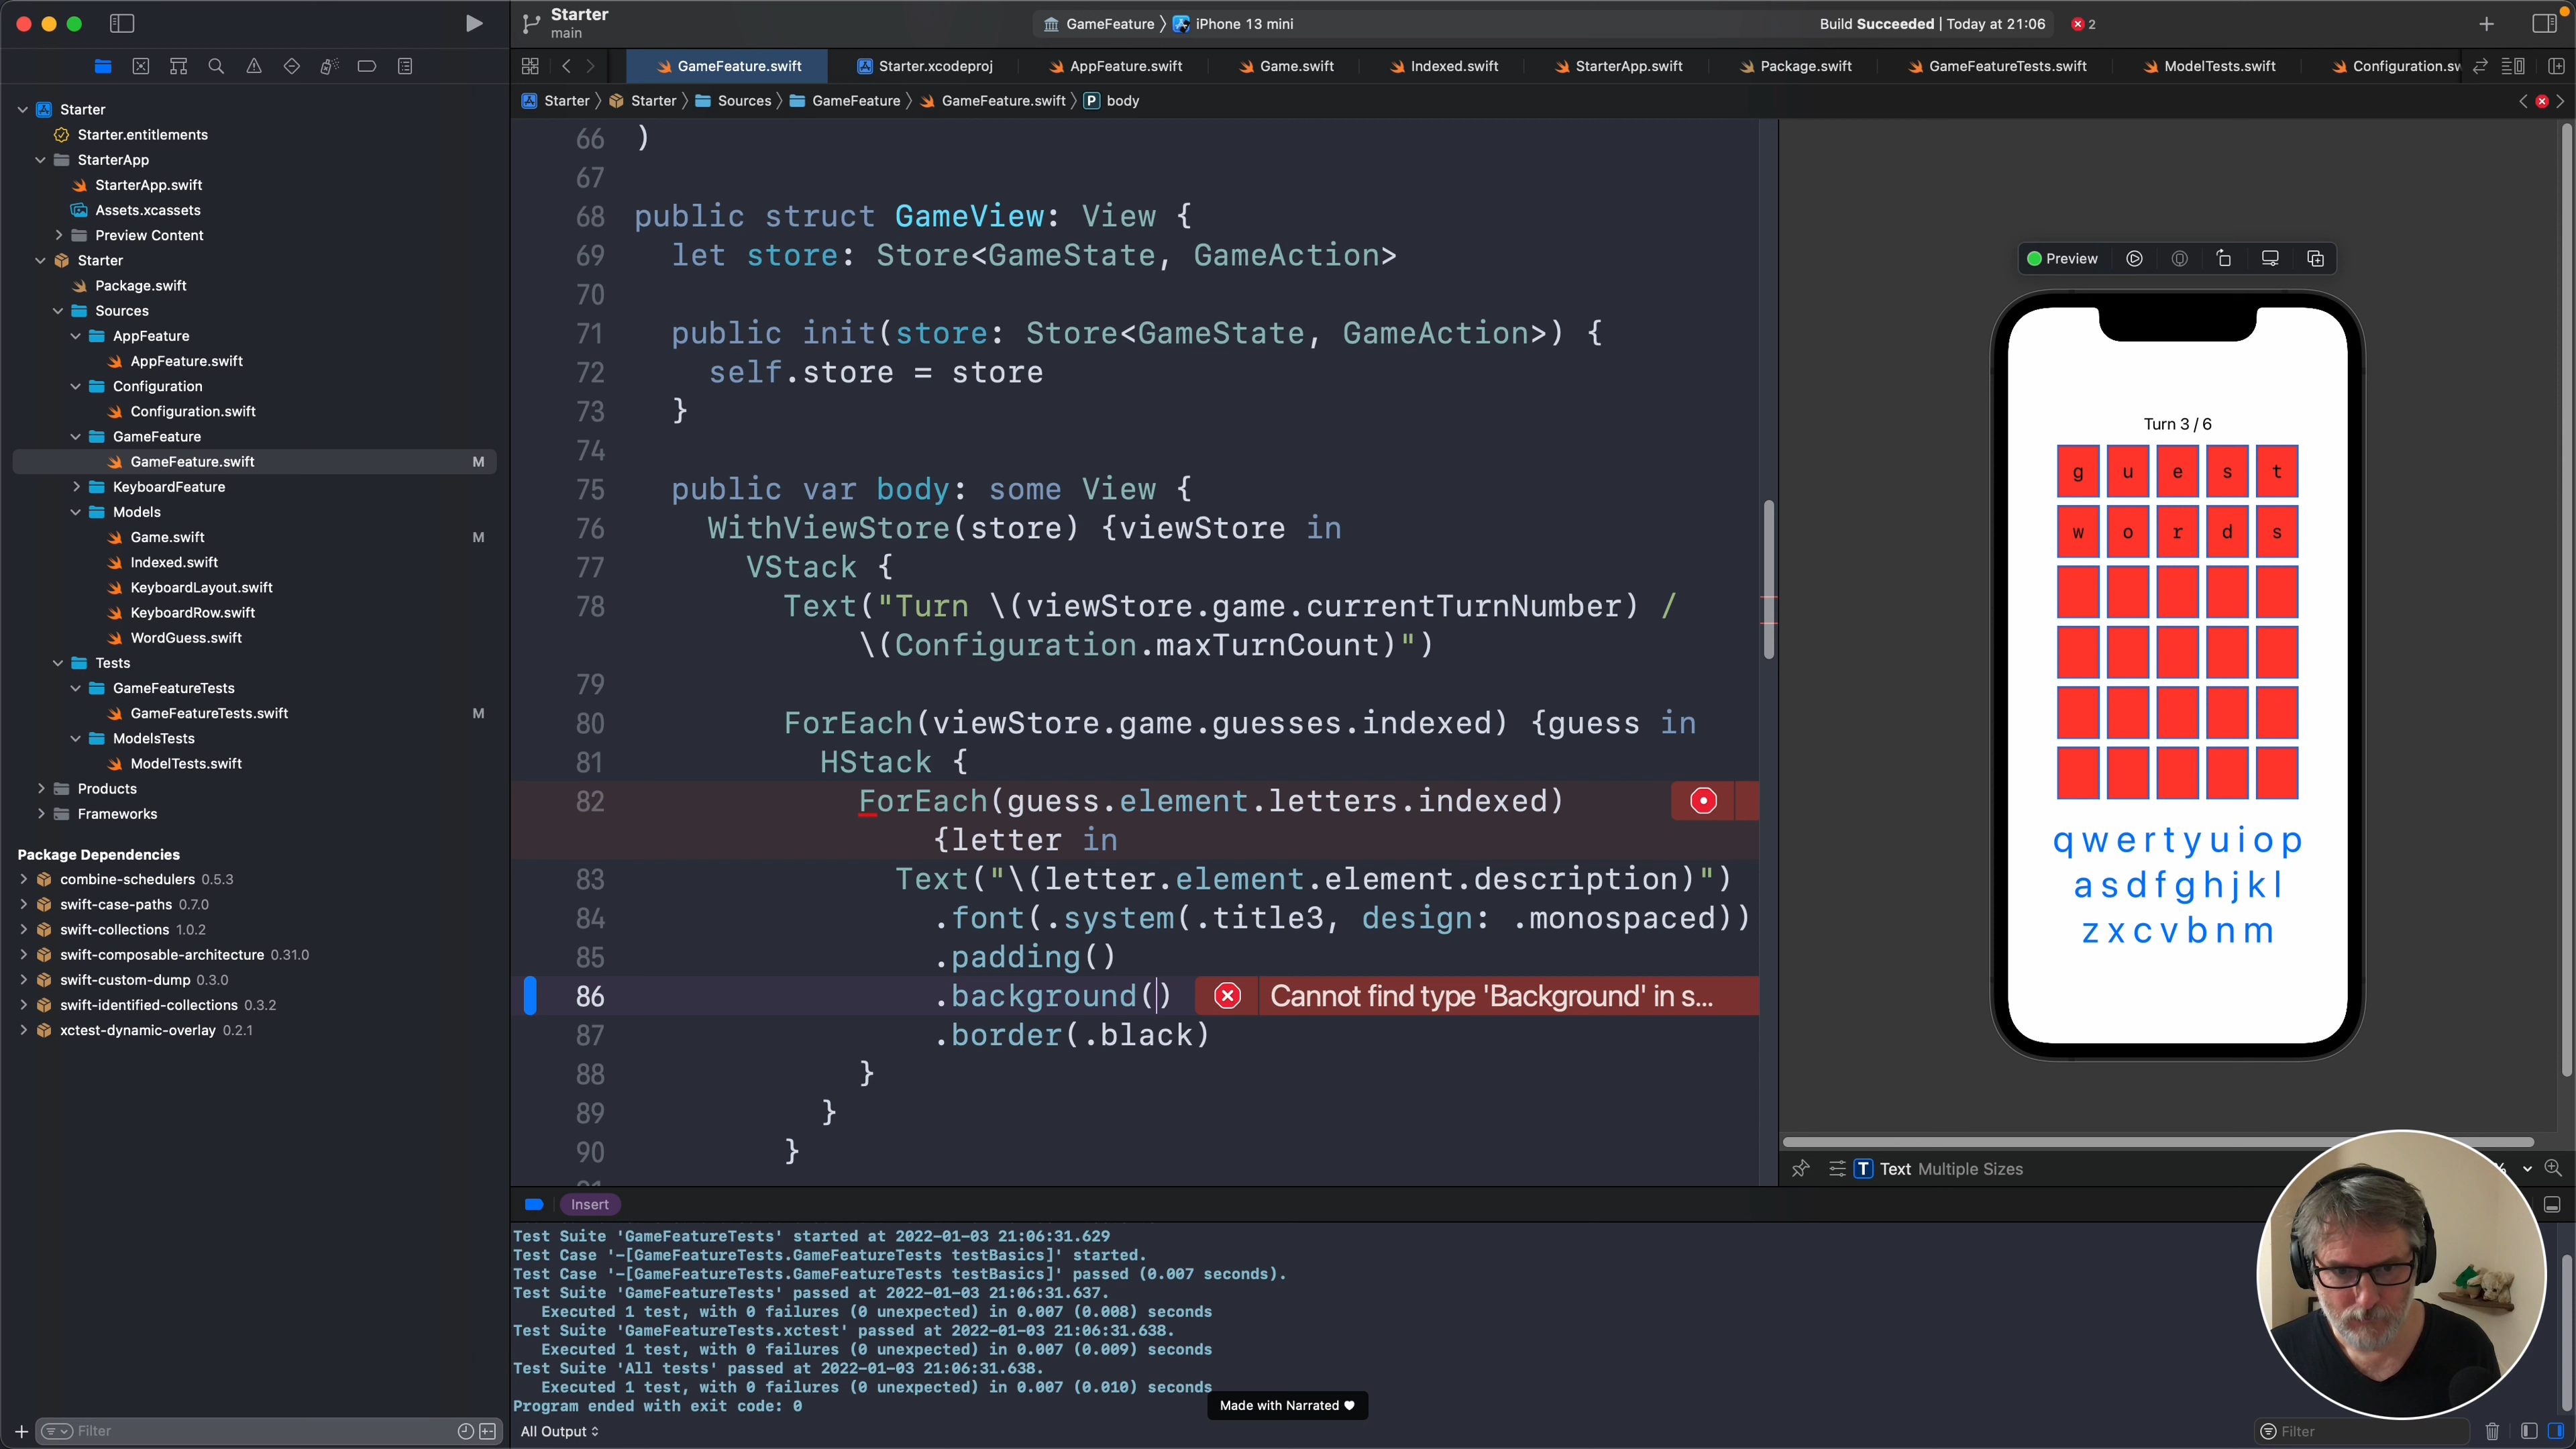 Starter
main
GameFeature
iPhone 13 mini
Build Succeeded | Today at 21:06
2
GameFeature.swift
Starter.xcodeproj
AppFeature.swift
Game.swift
Indexed.swift
StarterApp.swift
Package.swift
GameFeatureTests.swift
ModelTests.swift
Configuration.sw
Starter
Starter
Sources
GameFeature
GameFeature.swift
P body
Starter
Starter.entitlements
StarterApp
StarterApp.swift
Assets.xcassets
Preview Content
Starter
Package.swift
Sources
AppFeature
AppFeature.swift
Configuration
Configuration.swift
GameFeature
GameFeature.swift M
KeyboardFeature
Models
Game.swift M
Indexed.swift
KeyboardLayout.swift
KeyboardRow.swift
WordGuess.swift
Tests
GameFeatureTests
GameFeatureTests.swift M
ModelsTests
ModelTests.swift
Products
Frameworks
Package Dependencies
combine-schedulers 0.5.3
swift-case-paths 0.7.0
swift-collections 1.0.2
swift-composable-architecture 0.31.0
swift-custom-dump 0.3.0
swift-identified-collections 0.3.2
xctest-dynamic-overlay 0.2.1
Filter
66 )
67
68 public struct GameView: View {
69 let store: Store<GameState, GameAction>
70
71 public init(store: Store<GameState, GameAction>) {
72 self.store = store
73 }
74
75 public var body: some View {
76 WithViewStore(store) {viewStore in
77 VStack {
78 Text("Turn \(viewStore.game.currentTurnNumber) /
\(Configuration.maxTurnCount)")
79
80 ForEach(viewStore.game.guesses.indexed) {guess in
81 HStack {
82 ForEach(guess.element.letters.indexed)
{letter in
83 Text("\(letter.element.element.description)")
84 .font(.system(.title3, design: .monospaced))
85 .padding()
86 .background() Cannot find type 'Background' in s...
87 .border(.black)
88 }
89 }
90 }
Preview
Turn 3 / 6
g u e s t
w o r d s
q w e r t y u i o p
a s d f g h j k l
z x c v b n m
T Text Multiple Sizes
Insert
Test Suite 'GameFeatureTests' started at 2022-01-03 21:06:31.629
Test Case '-[GameFeatureTests.GameFeatureTests testBasics]' started.
Test Case '-[GameFeatureTests.GameFeatureTests testBasics]' passed (0.007 seconds).
Test Suite 'GameFeatureTests' passed at 2022-01-03 21:06:31.637.
Executed 1 test, with 0 failures (0 unexpected) in 0.007 (0.008) seconds
Test Suite 'GameFeatureTests.xctest' passed at 2022-01-03 21:06:31.638.
Executed 1 test, with 0 failures (0 unexpected) in 0.007 (0.009) seconds
Test Suite 'All tests' passed at 2022-01-03 21:06:31.638.
Executed 1 test, with 0 failures (0 unexpected) in 0.007 (0.010) seconds
Program ended with exit code: 0
Made with Narrated ♥
All Output
Filter